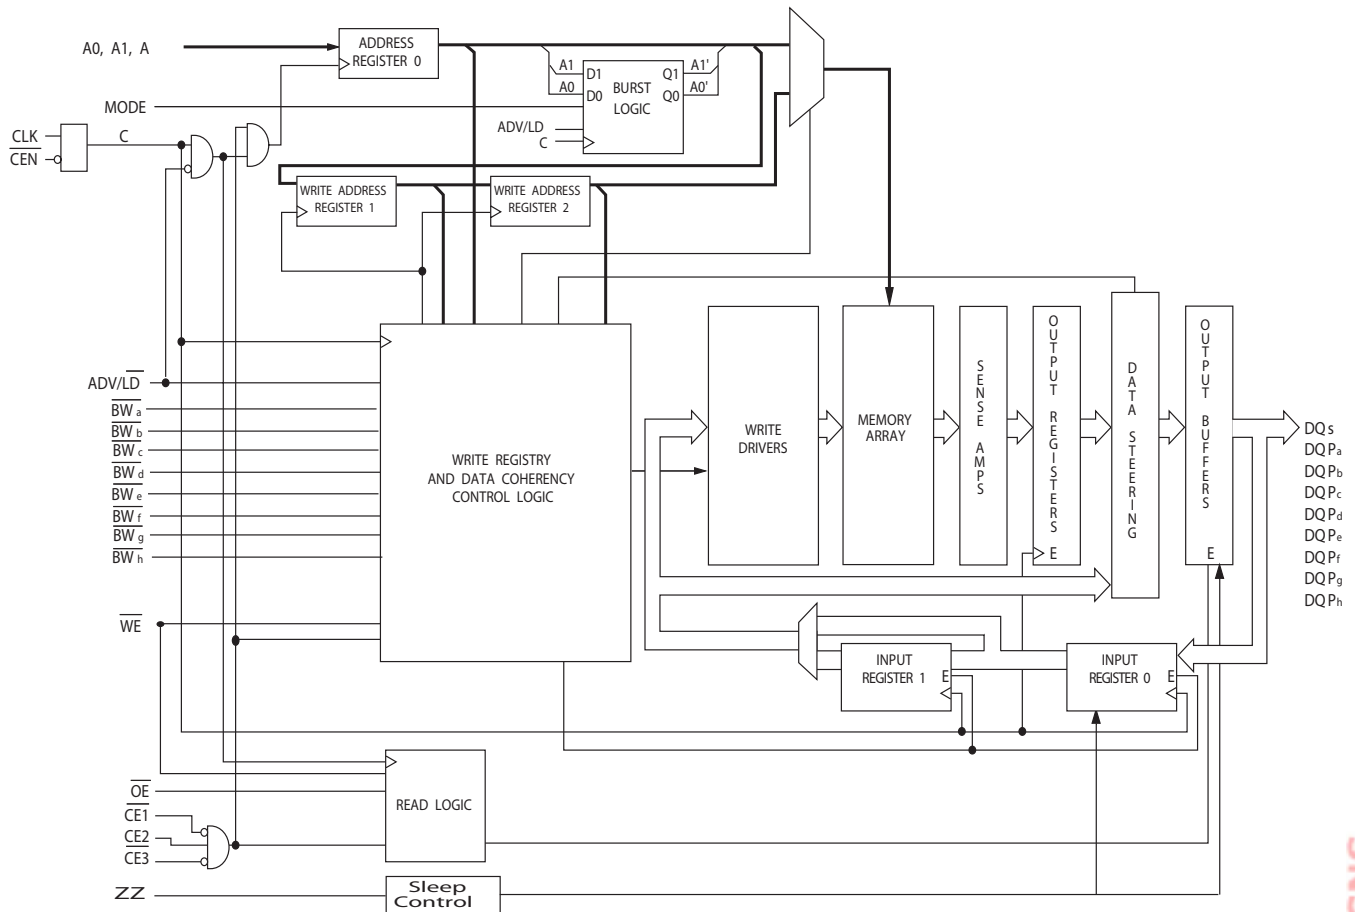 A0, A1, A
ADDRESS
REGISTER 0
MODE
A1
A0
D1
D0
BURST
LOGIC
Q1
Q0
A1'
A0'
ADV/LD
C
CLK
CEN
C
WRITE ADDRESS
REGISTER 1
WRITE ADDRESS
REGISTER 2
ADV/LD
BWa
BWb
BWc
BWd
BWe
BWf
BWg
BWh
WE
WRITE REGISTRY
AND DATA COHERENCY
CONTROL LOGIC
WRITE
DRIVERS
MEMORY
ARRAY
SENSE AMPS
OUTPUT REGISTERS
E
DATA STEERING
OUTPUT BUFFERS
E
DQs
DQPa
DQPb
DQPc
DQPd
DQPe
DQPf
DQPg
DQPh
INPUT
REGISTER 1
E
INPUT
REGISTER 0
E
OE
CE1
CE2
CE3
READ LOGIC
ZZ
Sleep
Control